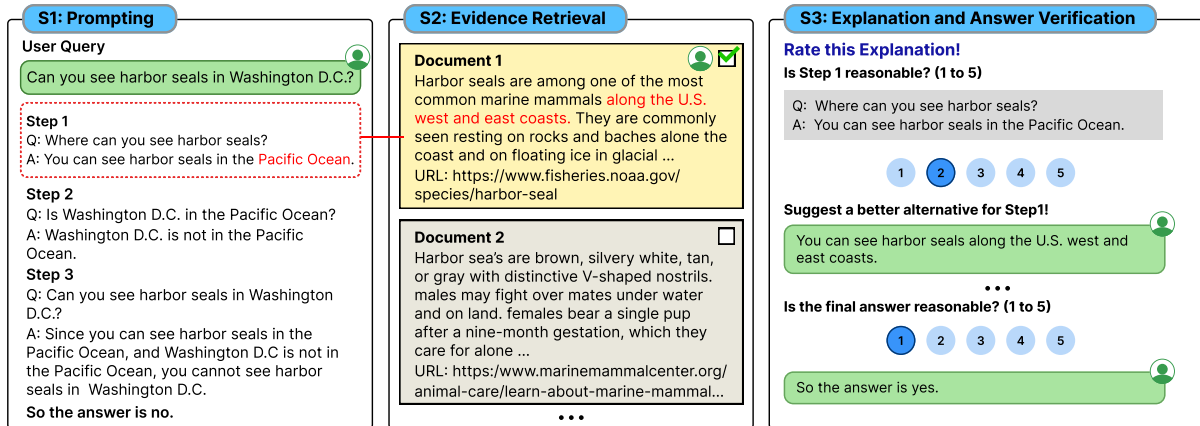 S1: Prompting
User Query
Can you see harbor seals in Washington D.C.?
Step 1
Q: Where can you see harbor seals?
A: You can see harbor seals in the Pacific Ocean.
Step 2
Q: Is Washington D.C. in the Pacific Ocean?
A: Washington D.C. is not in the Pacific
Ocean.
Step 3
Q: Can you see harbor seals in Washington
D.C.?
A: Since you can see harbor seals in the
Pacific Ocean, and Washington D.C is not in
the Pacific Ocean, you cannot see harbor
seals in Washington D.C.
So the answer is no.
S2: Evidence Retrieval
Document 1
Harbor seals are among one of the most
common marine mammals along the U.S.
west and east coasts. They are commonly
seen resting on rocks and baches alone the
coast and on floating ice in glacial ...
URL: https://www.fisheries.noaa.gov/
species/harbor-seal
Document 2
Harbor sea's are brown, silvery white, tan,
or gray with distinctive V-shaped nostrils.
males may fight over mates under water
and on land. females bear a single pup
after a nine-month gestation, which they
care for alone ...
URL: https:/www.marinemammalcenter.org/
animal-care/learn-about-marine-mammal...
•••
S3: Explanation and Answer Verification
Rate this Explanation!
Is Step 1 reasonable? (1 to 5)
Q: Where can you see harbor seals?
A: You can see harbor seals in the Pacific Ocean.
1 2 3 4 5
Suggest a better alternative for Step1!
You can see harbor seals along the U.S. west and
east coasts.
•••
Is the final answer reasonable? (1 to 5)
1 2 3 4 5
So the answer is yes.